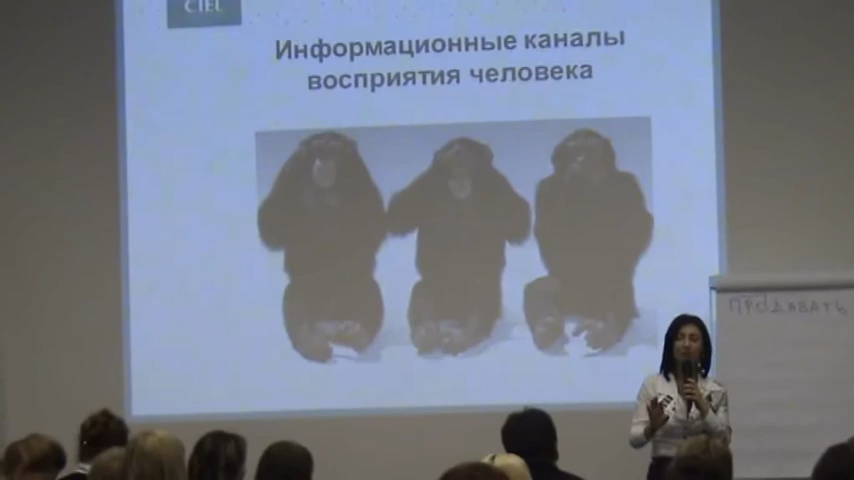 CIEL
Информационные каналы
восприятия человека
ПРОДАВАТЬ